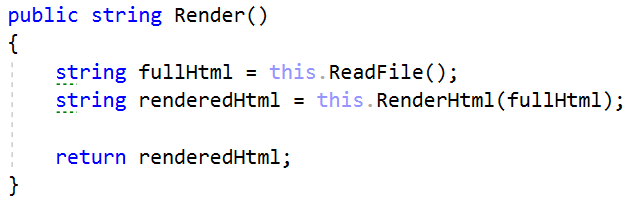 public string Render()
{
    string fullHtml = this.ReadFile();
    string renderedHtml = this.RenderHtml(fullHtml);

    return renderedHtml;
}